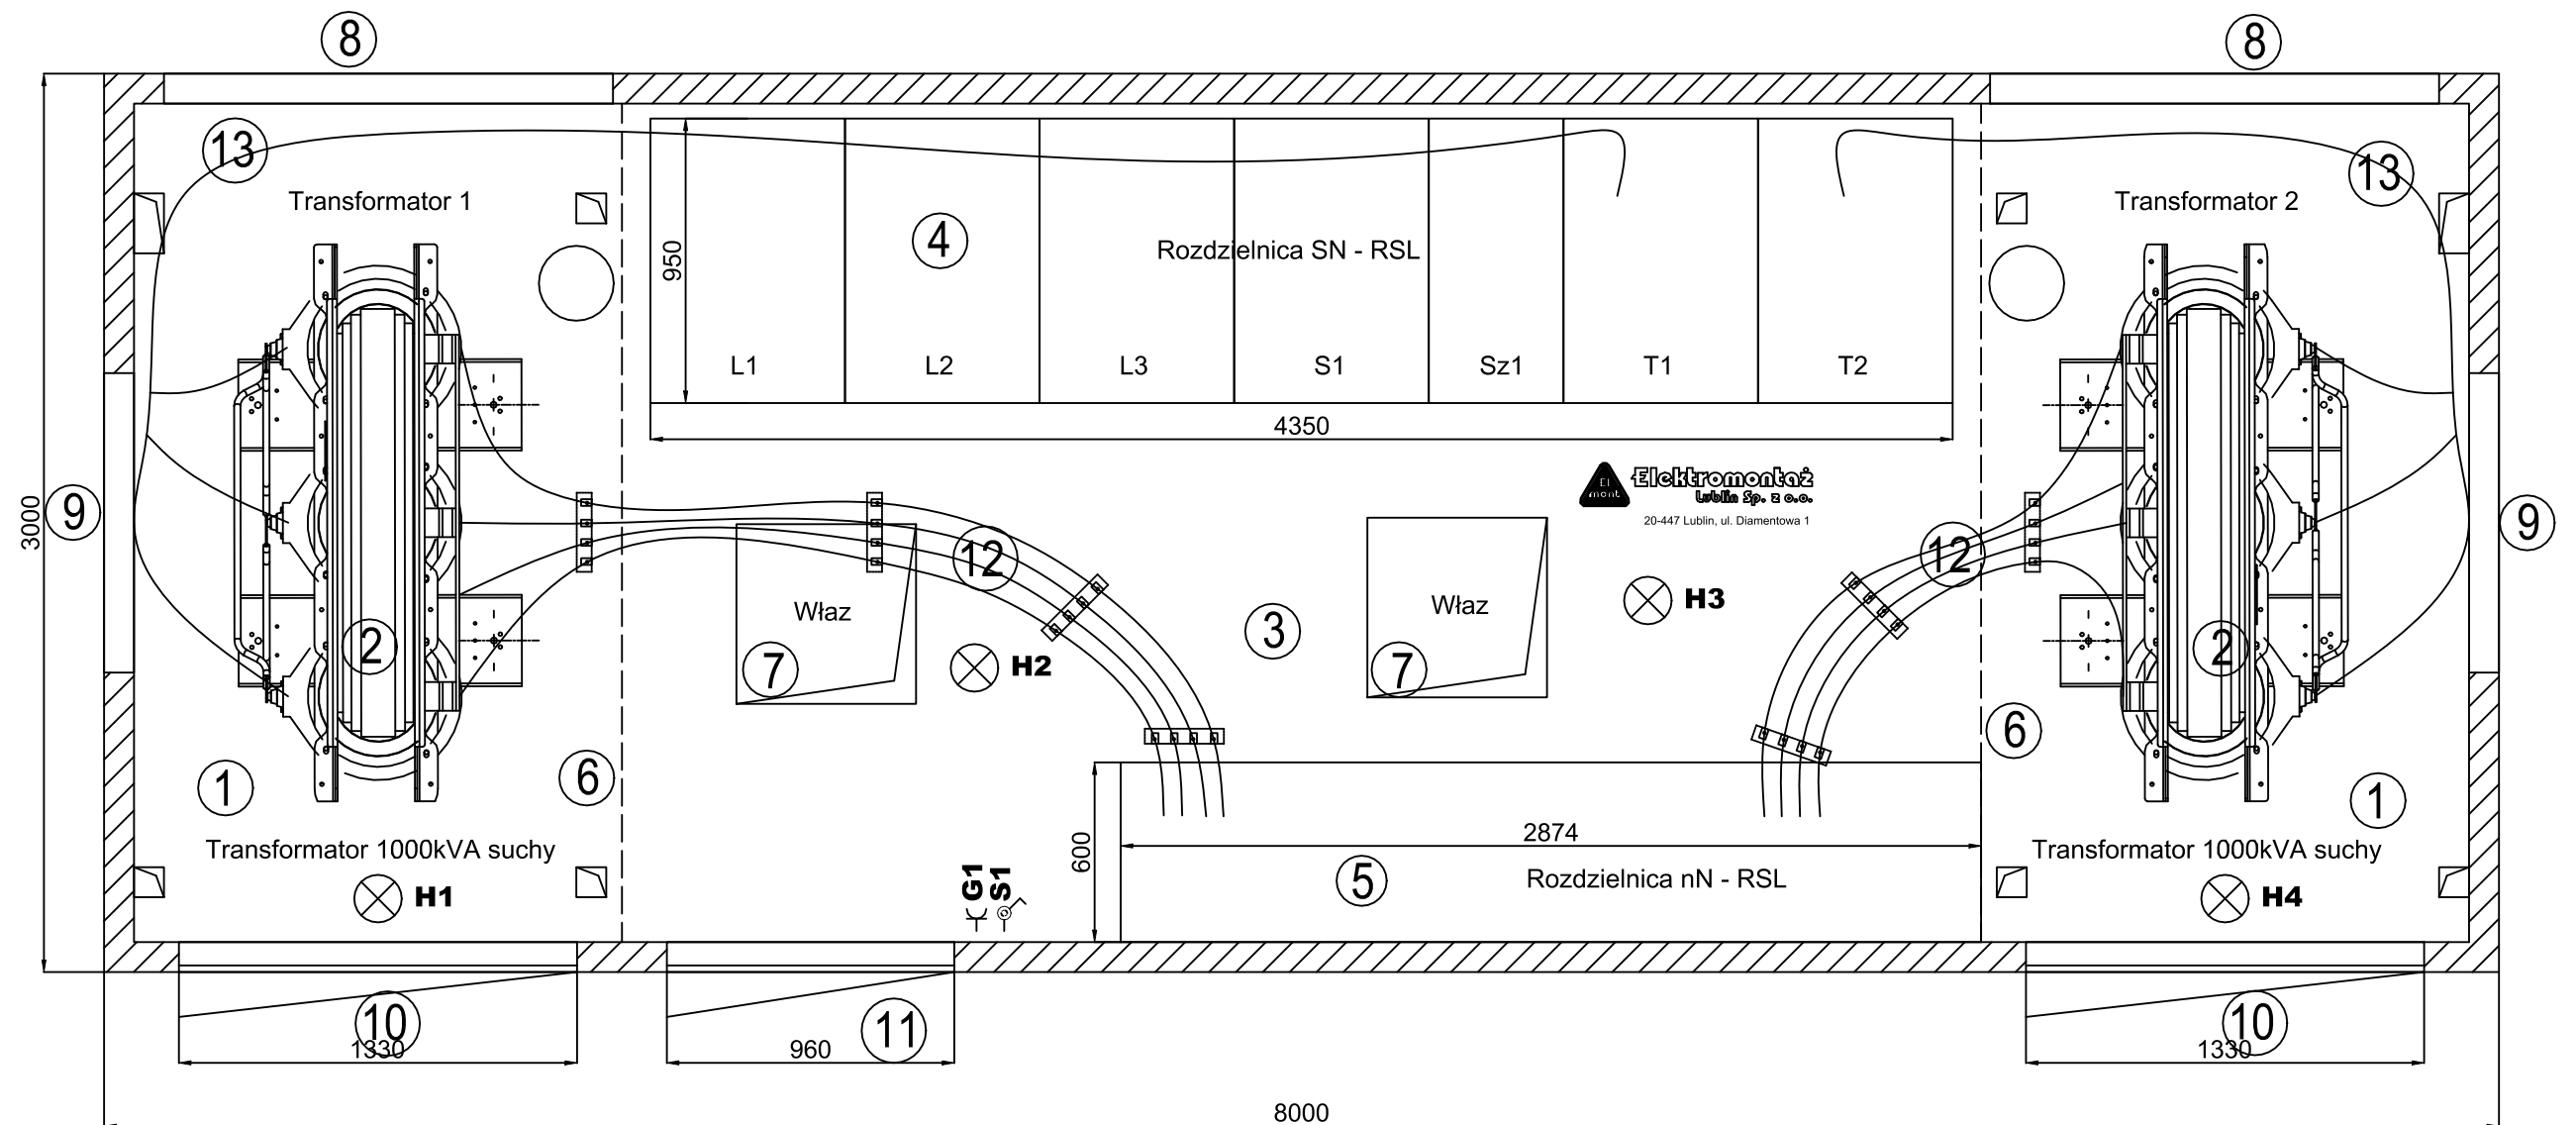 8
8
13
13
Transformator 1
Transformator 2
950
4
Rozdzielnica SN - RSL
L1
L2
L3
S1
Sz1
T1
T2
4350
El
mont
Elektromontaż
Lublin Sp. z o.o.
20-447 Lublin, ul. Diamentowa 1
3000
9
9
12
12
Właz
7
H2
3
Właz
7
H3
2
2
6
6
1
1
Transformator 1000kVA suchy
H1
G1
S1
600
2874
5
Rozdzielnica nN - RSL
Transformator 1000kVA suchy
H4
10
1330
11
960
10
1330
8000